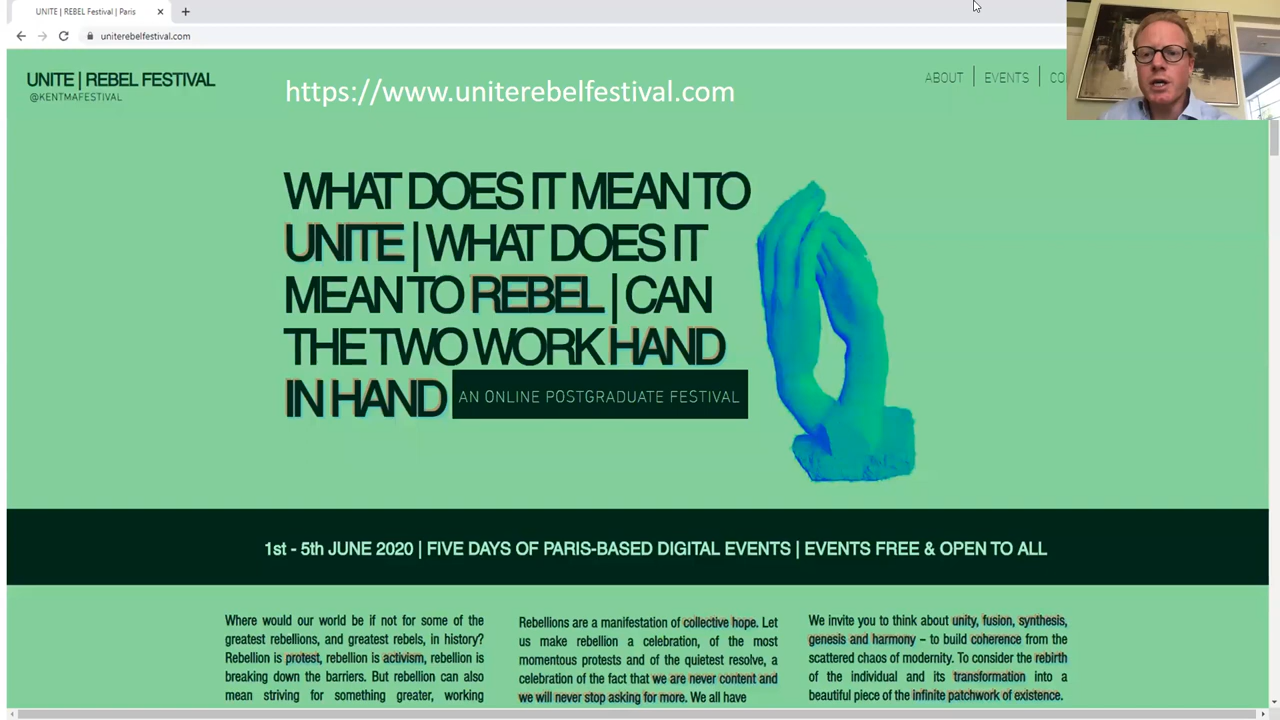 UNITE | REBEL Festival | Paris
uniterebelfestival.com
UNITE | REBEL FESTIVAL
@KENTMAFESTIVAL
https://www.uniterebelfestival.com
ABOUT | EVENTS |
WHAT DOES IT MEAN TO
UNITE | WHAT DOES IT
MEAN TO REBEL | CAN
THE TWO WORK HAND
IN HAND
AN ONLINE POSTGRADUATE FESTIVAL
1st - 5th JUNE 2020 | FIVE DAYS OF PARIS-BASED DIGITAL EVENTS | EVENTS FREE & OPEN TO ALL
Where would our world be if not for some of the
greatest rebellions, and greatest rebels, in history?
Rebellion is protest, rebellion is activism, rebellion is
breaking down the barriers. But rebellion can also
mean striving for something greater, working
Rebellions are a manifestation of collective hope. Let
us make rebellion a celebration, of the most
momentous protests and of the quietest resolve, a
celebration of the fact that we are never content and
we will never stop asking for more. We all have
We invite you to think about unity, fusion, synthesis,
genesis and harmony – to build coherence from the
scattered chaos of modernity. To consider the rebirth
of the individual and its transformation into a
beautiful piece of the infinite patchwork of existence.